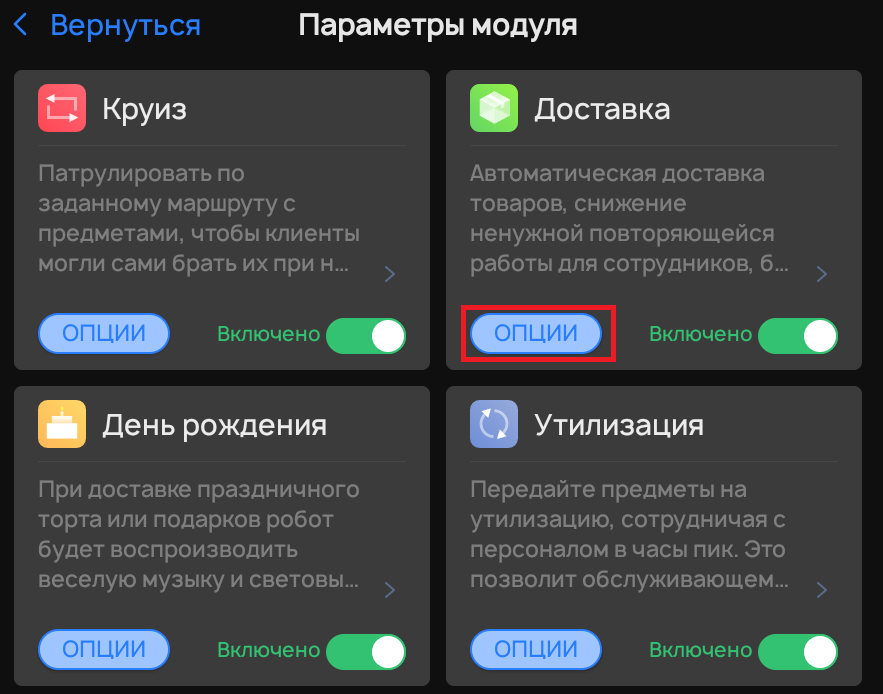 Вернуться
Параметры модуля
Круиз
Патрулировать по
заданному маршруту с
предметами, чтобы клиенты
могли сами брать их при н...
ОПЦИИ
Включено
Доставка
Автоматическая доставка
товаров, снижение
ненужной повторяющейся
работы для сотрудников, б...
ОПЦИИ
Включено
День рождения
При доставке праздничного
торта или подарков робот
будет воспроизводить
веселую музыку и световы...
ОПЦИИ
Включено
Утилизация
Передайте предметы на
утилизацию, сотрудничая с
персоналом в часы пик. Это
позволит обслуживающем...
ОПЦИИ
Включено